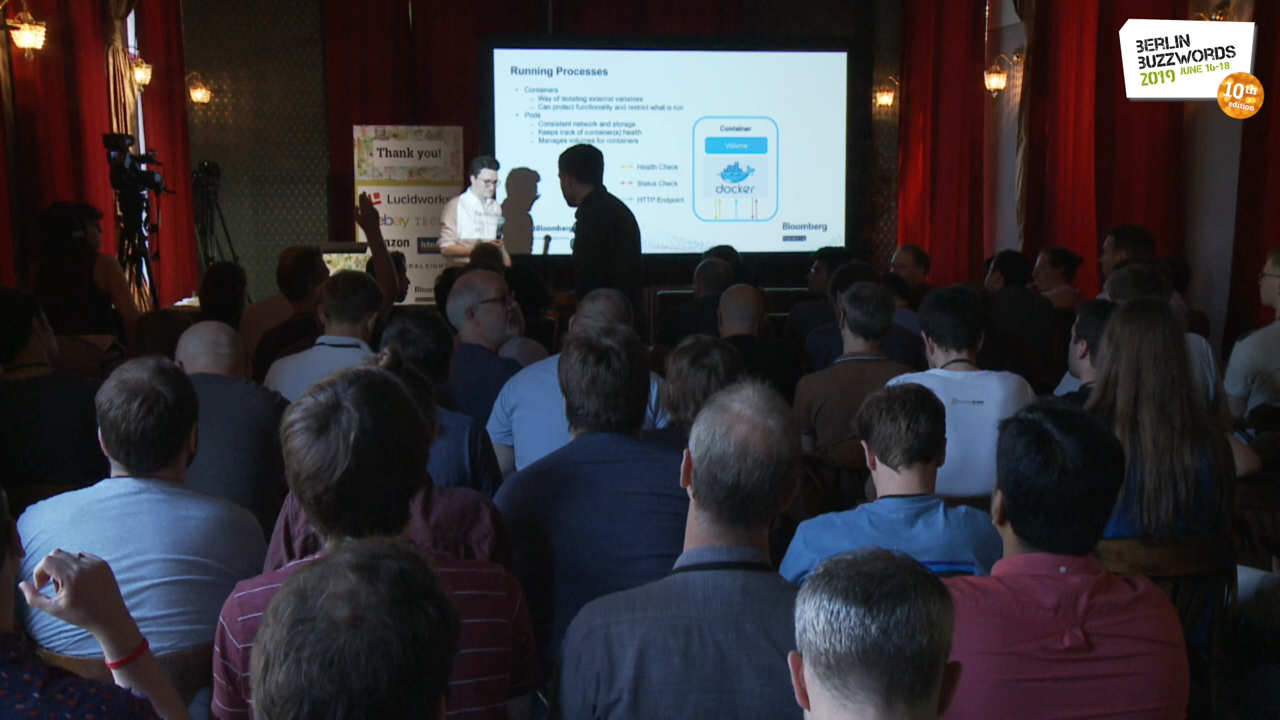 BERLIN
BUZZWORDS
2019 JUNE 16-18
10th
edition
Running Processes
• Containers
– Way of isolating external variables
– Can protect functionality and restrict what is run
• Pods
– Consistent network and storage
– Keeps track of container(s) health
– Manages volumes for containers
Container
Volume
docker
Health Check
Status Check
HTTP Endpoint
Bloomberg
Bloomberg
Thank you!
Lucidworks
ebay